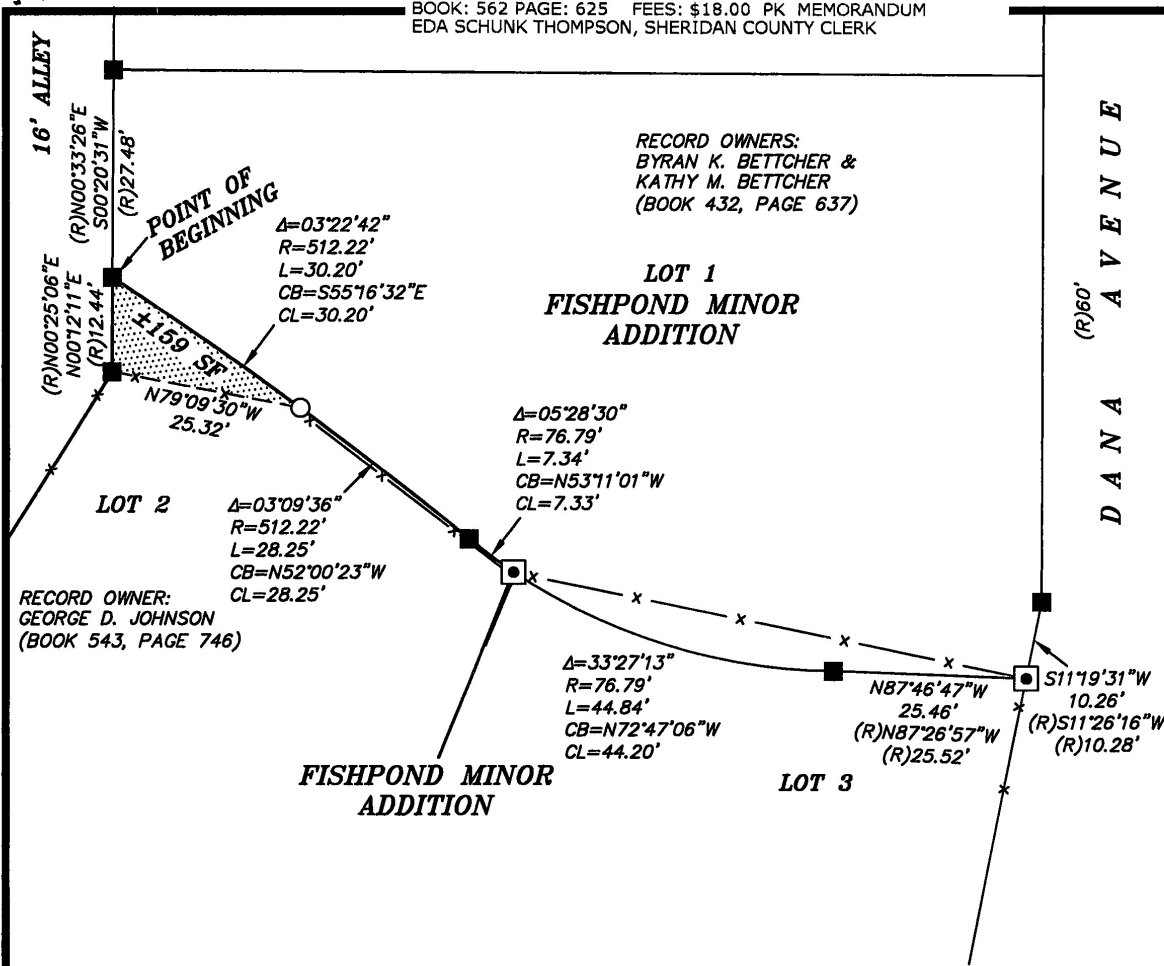 BOOK: 562 PAGE: 625 FEES: $18.00 PK MEMORANDUM
EDA SCHUNK THOMPSON, SHERIDAN COUNTY CLERK
16' ALLEY
(R)N00°33'26"E
S00°20'31"W
(R)27.48'
POINT OF
BEGINNING
Δ=03°22'42"
R=512.22'
L=30.20'
CB=S55°16'32"E
CL=30.20'
RECORD OWNERS:
BYRAN K. BETTCHER &
KATHY M. BETTCHER
(BOOK 432, PAGE 637)
LOT 1
FISHPOND MINOR
ADDITION
DANA AVENUE
(R)60'
(R)N00°25'06"E
N00°12'11"E
(R)12.44'
±159 SF
N79°09'30"W
25.32'
LOT 2
Δ=03°09'36"
R=512.22'
L=28.25'
CB=N52°00'23"W
CL=28.25'
Δ=05°28'30"
R=76.79'
L=7.34'
CB=N53°11'01"W
CL=7.33'
RECORD OWNER:
GEORGE D. JOHNSON
(BOOK 543, PAGE 746)
Δ=33°27'13"
R=76.79'
L=44.84'
CB=N72°47'06"W
CL=44.20'
N87°46'47"W
25.46'
(R)N87°26'57"W
(R)25.52'
S11°19'31"W
10.26'
(R)S11°26'16"W
(R)10.28'
FISHPOND MINOR
ADDITION
LOT 3